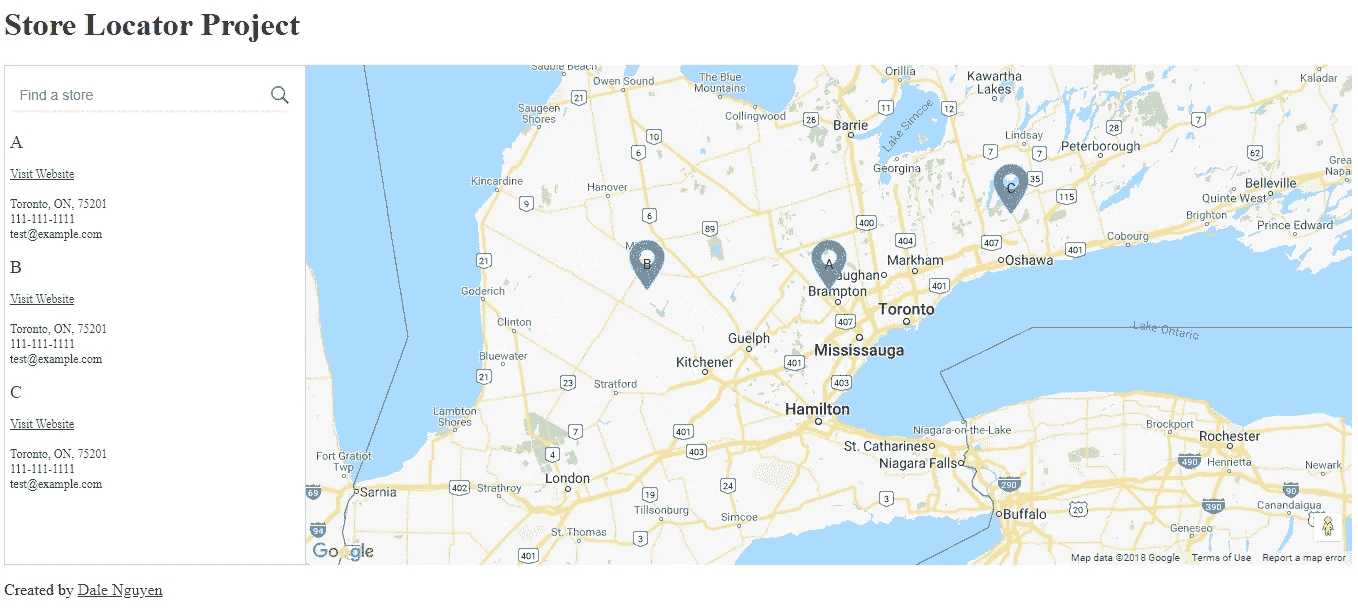 Store Locator Project
Find a store
A
Visit Website
Toronto, ON, 75201
111-111-1111
test@example.com
B
Visit Website
Toronto, ON, 75201
111-111-1111
test@example.com
C
Visit Website
Toronto, ON, 75201
111-111-1111
test@example.com
Sauble Beach
Owen Sound
The Blue
Mountains
Orillia
Kawartha
Lakes
Kaladar
21
Saugeen
Shores
Collingwood
26
11
12
Barrie
Lake Simcoe
Lindsay
28
7
10
6
7
7
Peterborough
62
Georgina
Kincardine
Hanover
C
35
115
Belleville
Quinte West
9
6
89
400
Brighton
Prince Edward
404
407
401
Cobourg
21
B
A
Vaughan
Markham
Oshawa
Goderich
Brampton
401
Toronto
Clinton
407
Lake Ontario
Guelph
Mississauga
Bluewater
Kitchener
401
21
23
Stratford
403
Lambton
Shores
Hamilton
7
401
Niagara-on-the-Lake
Brockport
Rochester
403
St. Catharines
4
Fort Gratiot
Twp
Niagara Falls
490
Henrietta
Newark
London
69
Sarnia
402
Strathroy
19
24
3
290
90
Tillsonburg
Simcoe
Buffalo
20
390
Canandaigua
94
St. Thomas
3
Geneseo
401
Google
Map data ©2018 Google
Terms of Use
Report a map error
Created by Dale Nguyen